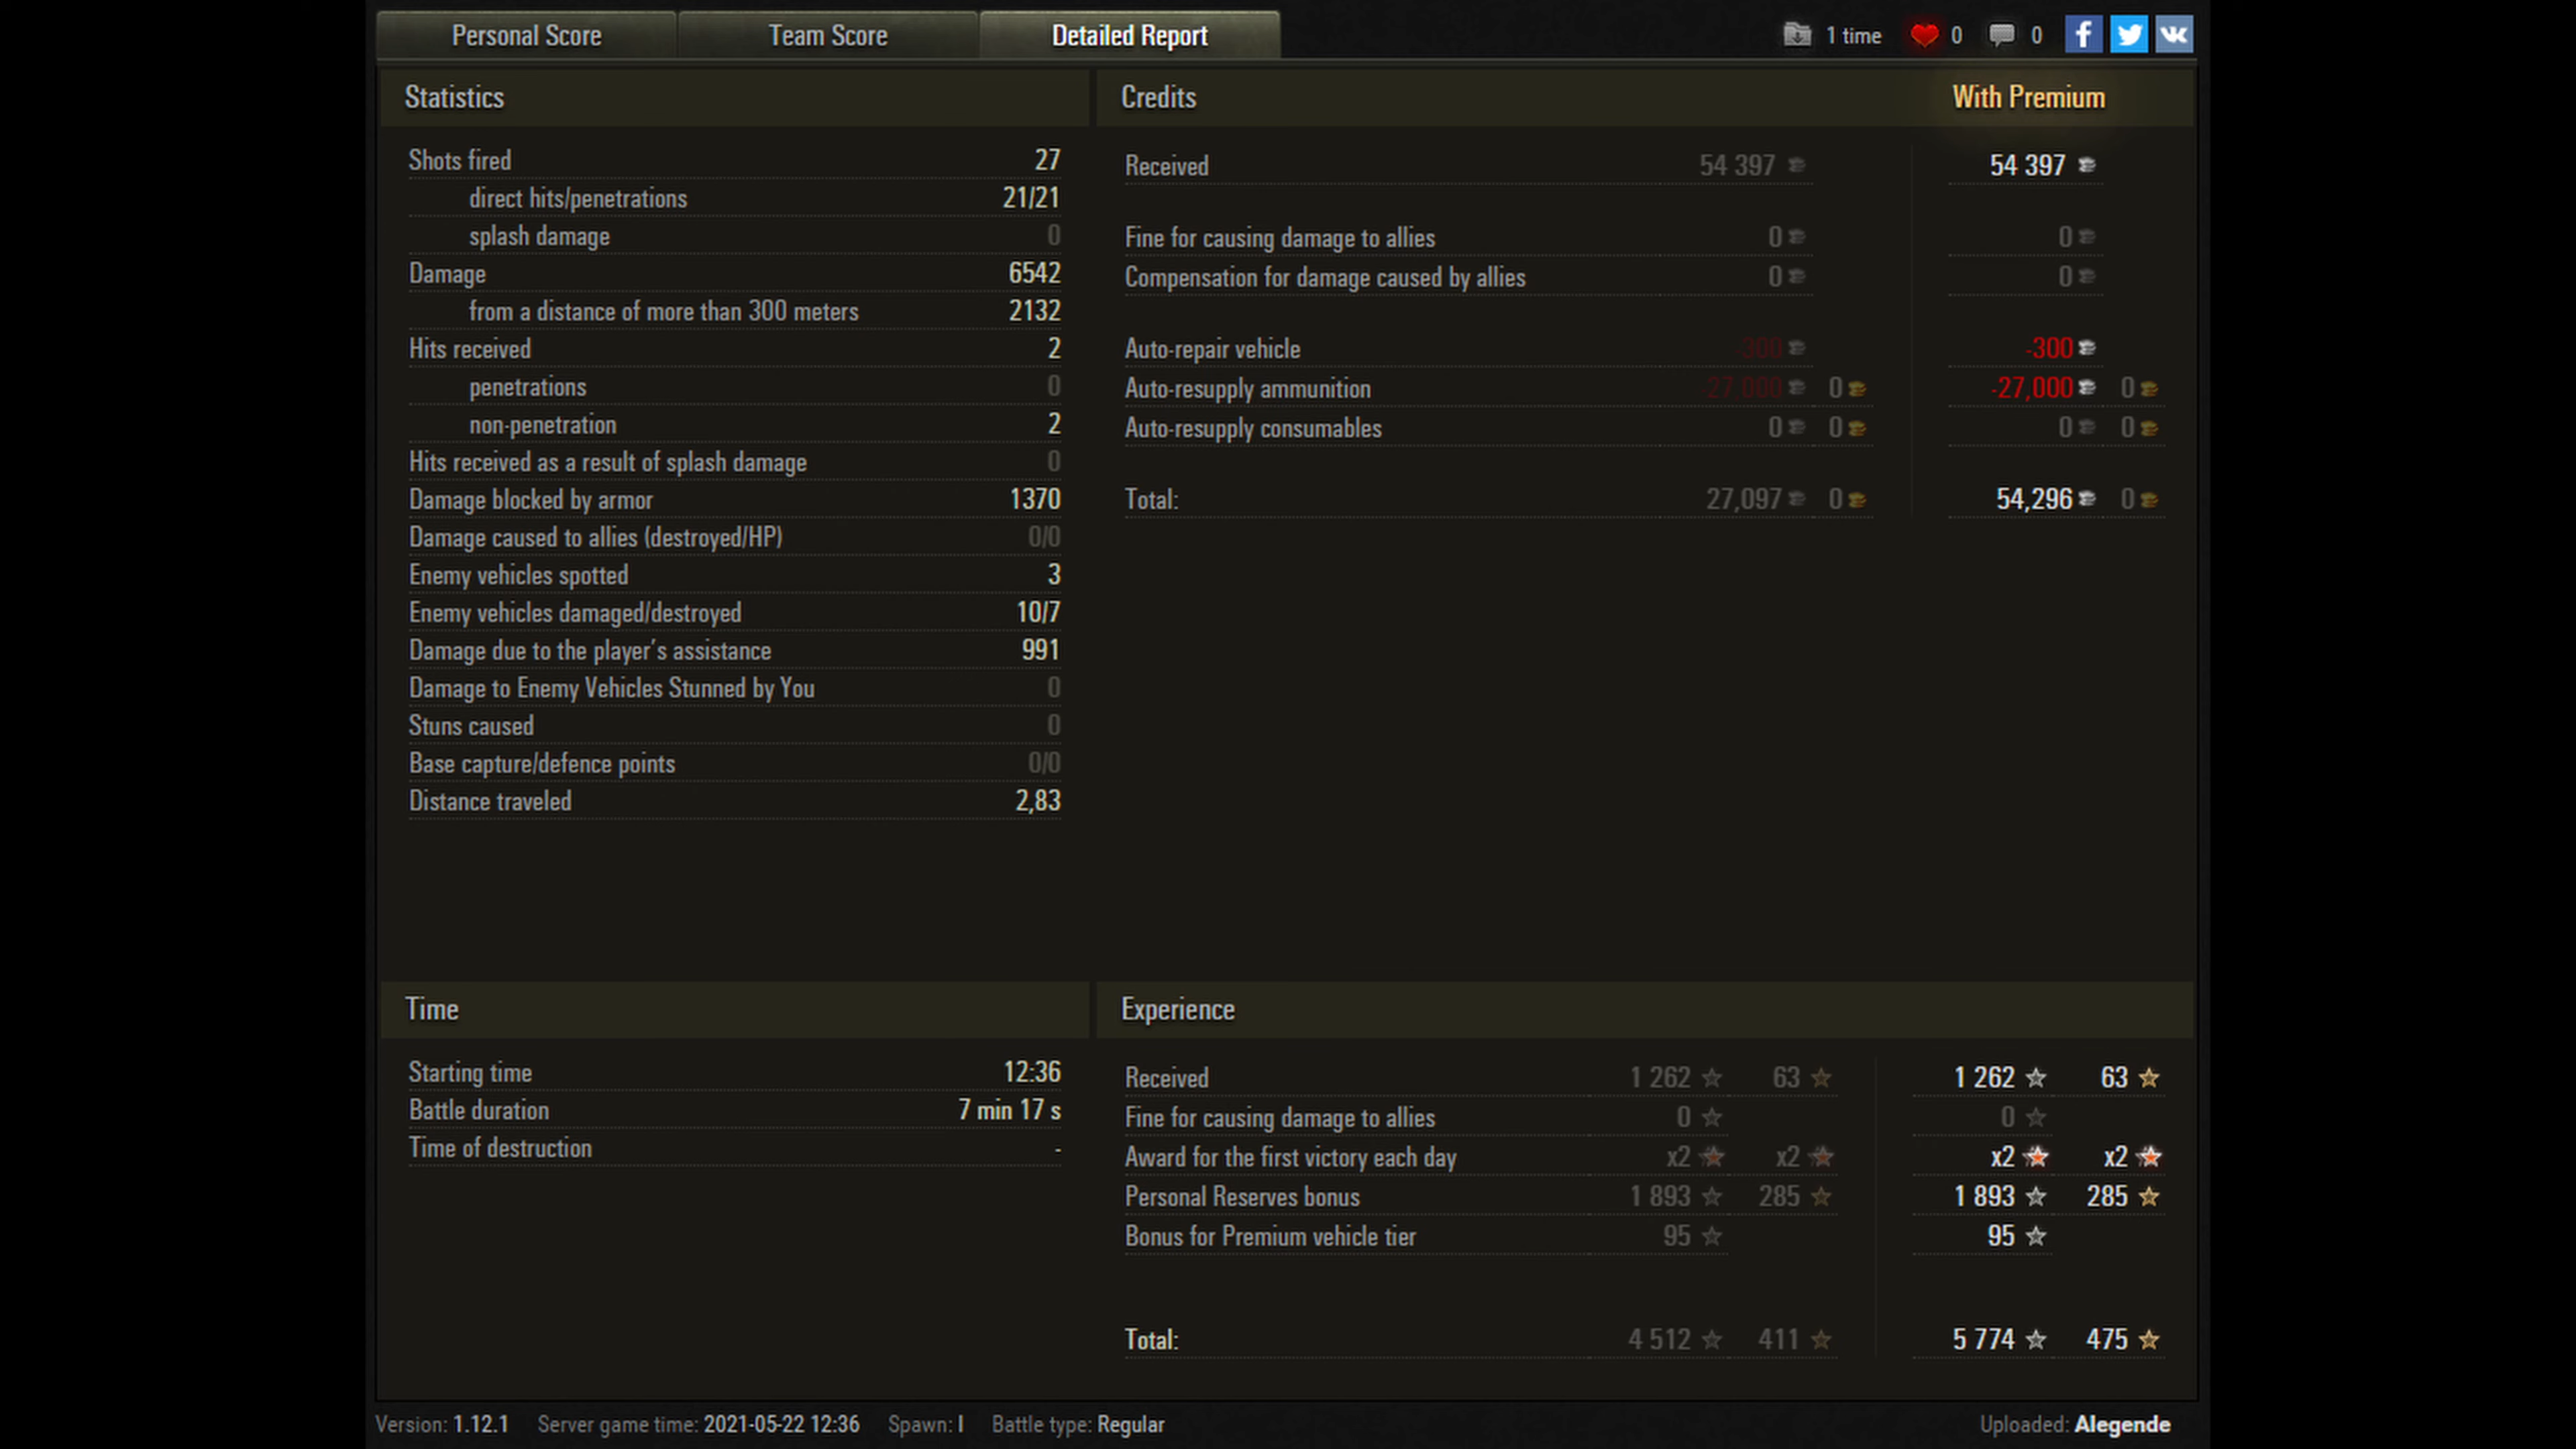 Personal Score Team Score Detailed Report 1 time 0 0
Statistics
Shots fired 27
direct hits/penetrations 21/21
splash damage 0
Damage 6542
from a distance of more than 300 meters 2132
Hits received 2
penetrations 0
non-penetration 2
Hits received as a result of splash damage 0
Damage blocked by armor 1370
Damage caused to allies (destroyed/HP) 0/0
Enemy vehicles spotted 3
Enemy vehicles damaged/destroyed 10/7
Damage due to the player's assistance 991
Damage to Enemy Vehicles Stunned by You 0
Stuns caused 0
Base capture/defence points 0/0
Distance traveled 2,83
Credits With Premium
Received 54 397 54 397
Fine for causing damage to allies 0 0
Compensation for damage caused by allies 0 0
Auto-repair vehicle -300 -300
Auto-resupply ammunition -27,000 0 -27,000 0
Auto-resupply consumables 0 0 0 0
Total: 27,097 0 54,296 0
Time
Starting time 12:36
Battle duration 7 min 17 s
Time of destruction -
Experience
Received 1 262 63 1 262 63
Fine for causing damage to allies 0 0
Award for the first victory each day x2 x2 x2 x2
Personal Reserves bonus 1 893 285 1 893 285
Bonus for Premium vehicle tier 95 95
Total: 4 512 411 5 774 475
Version: 1.12.1 Server game time: 2021-05-22 12:36 Spawn: I Battle type: Regular Uploaded: Alegende